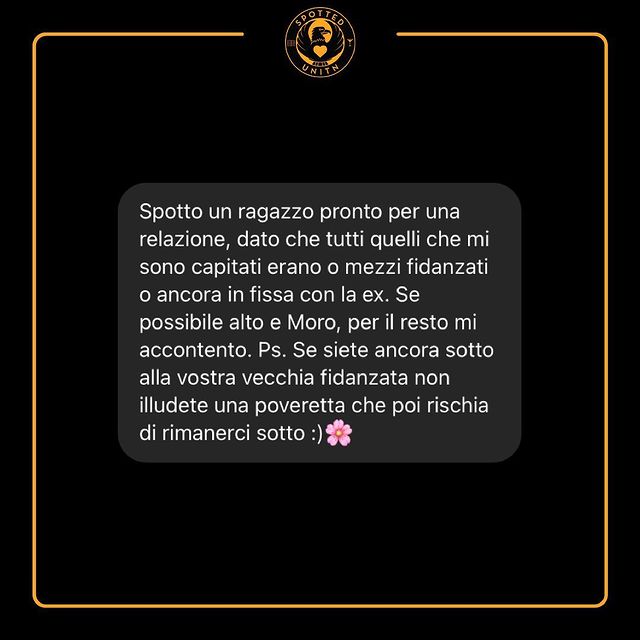 SPOTTED
UNITN
Spotto un ragazzo pronto per una
relazione, dato che tutti quelli che mi
sono capitati erano o mezzi fidanzati
o ancora in fissa con la ex. Se
possibile alto e Moro, per il resto mi
accontento. Ps. Se siete ancora sotto
alla vostra vecchia fidanzata non
illudete una poveretta che poi rischia
di rimanerci sotto :)🌸